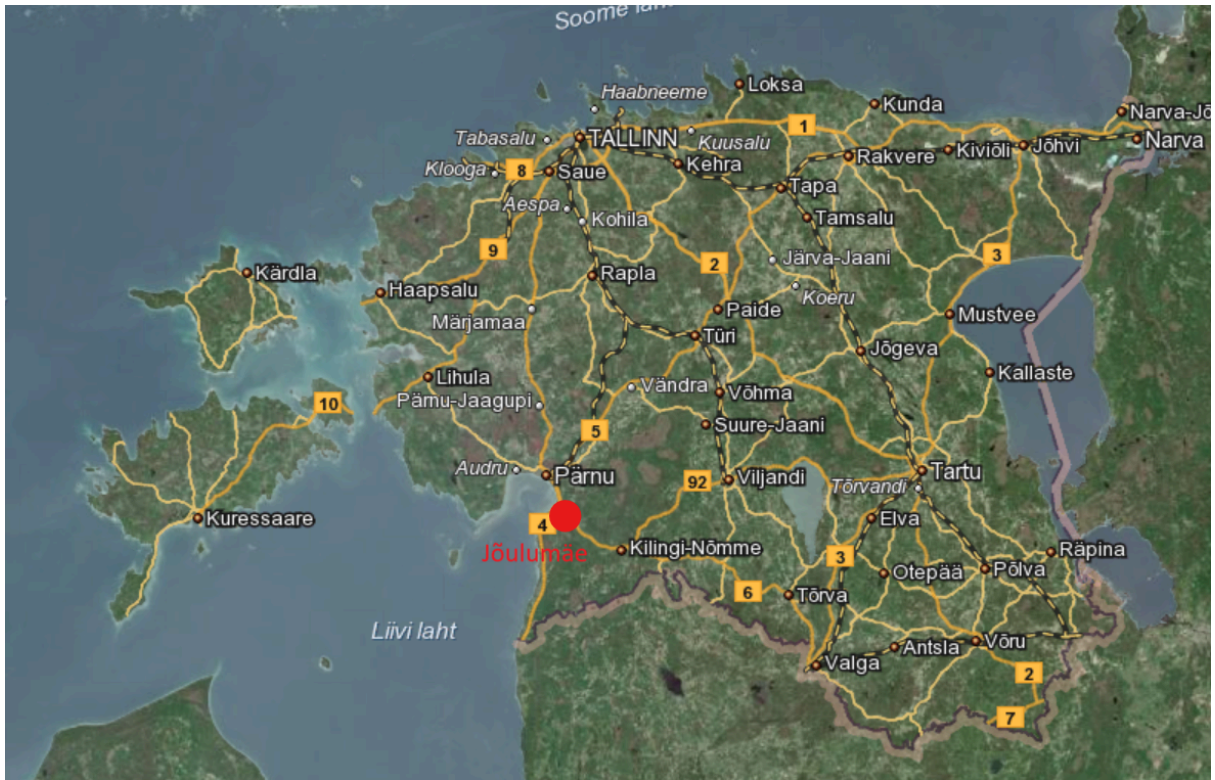 Soome
Haabneeme
Loksa
Kunda
Narva-Jõ
Tabasalu
TALLINN
Kuusalu
1
Narva
Klooga
8
Saue
Kehra
Rakvere
Kiviõli
Jõhvi
Aespa
Kohila
Tapa
Tamsalu
9
2
Järva-Jaani
3
Kärdla
Haapsalu
Rapla
Koeru
Märjamaa
Paide
Mustvee
Türi
Jõgeva
Lihula
Vändra
Võhma
Kallaste
10
Pärnu-Jaagupi
5
Suure-Jaani
Audru
Pärnu
92
Viljandi
Tartu
Tõrvandi
Kuressaare
4
Elva
Jõulumäe
Kilingi-Nõmme
3
Räpina
Otepää
Põlva
6
Tõrva
Liivi laht
Antsla
Võru
Valga
2
7